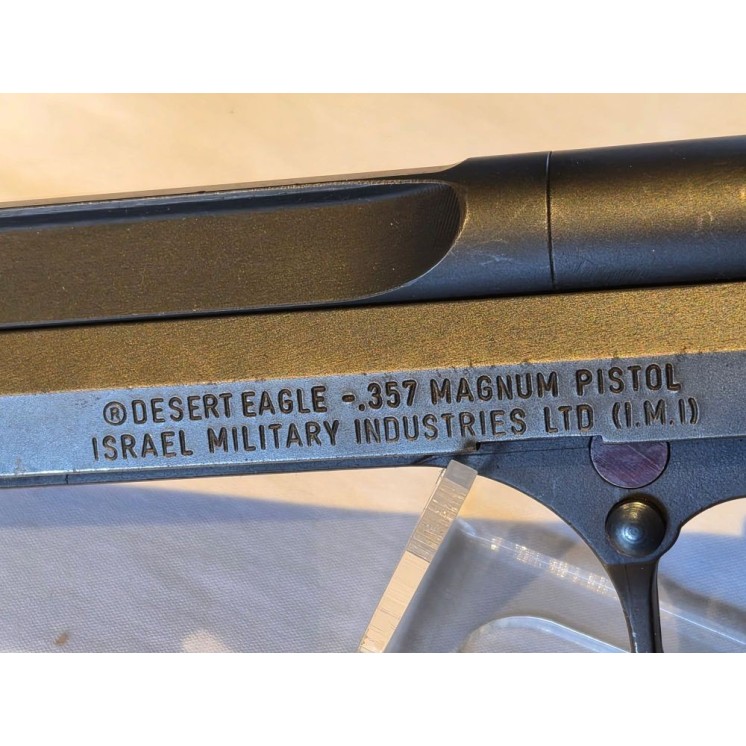 ®DESERT EAGLE -.357 MAGNUM PISTOL
ISRAEL MILITARY INDUSTRIES LTD (I.M.I)